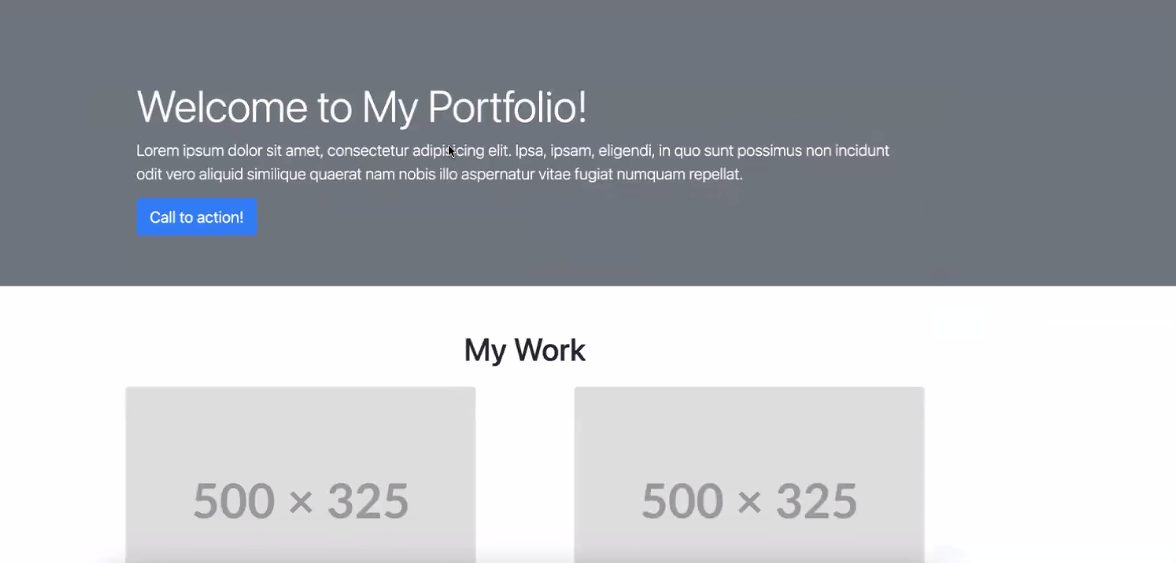 Welcome to My Portfolio!
Lorem ipsum dolor sit amet, consectetur adipisicing elit. Ipsa, ipsam, eligendi, in quo sunt possimus non incidunt
odit vero aliquid similique quaerat nam nobis illo aspernatur vitae fugiat numquam repellat.
Call to action!
My Work
500 × 325
500 × 325